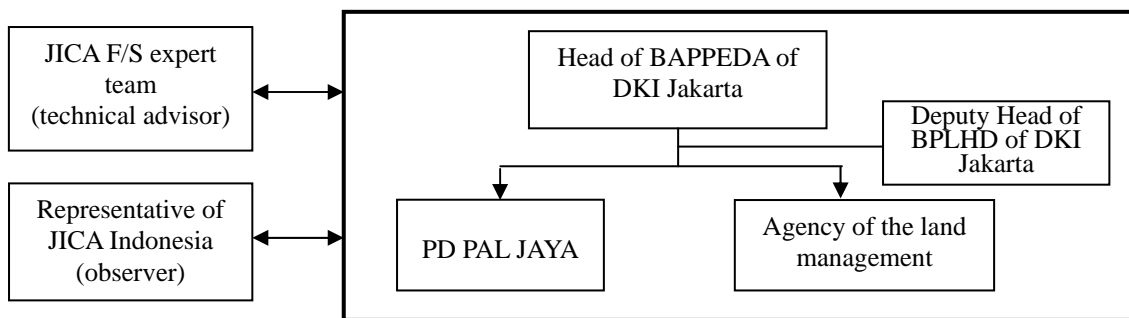 JICA F/S expert
team
(technical advisor)
Representative of
JICA Indonesia
(observer)
Head of BAPPEDA of
DKI Jakarta
Deputy Head of
BPLHD of DKI
Jakarta
PD PAL JAYA
Agency of the land
management